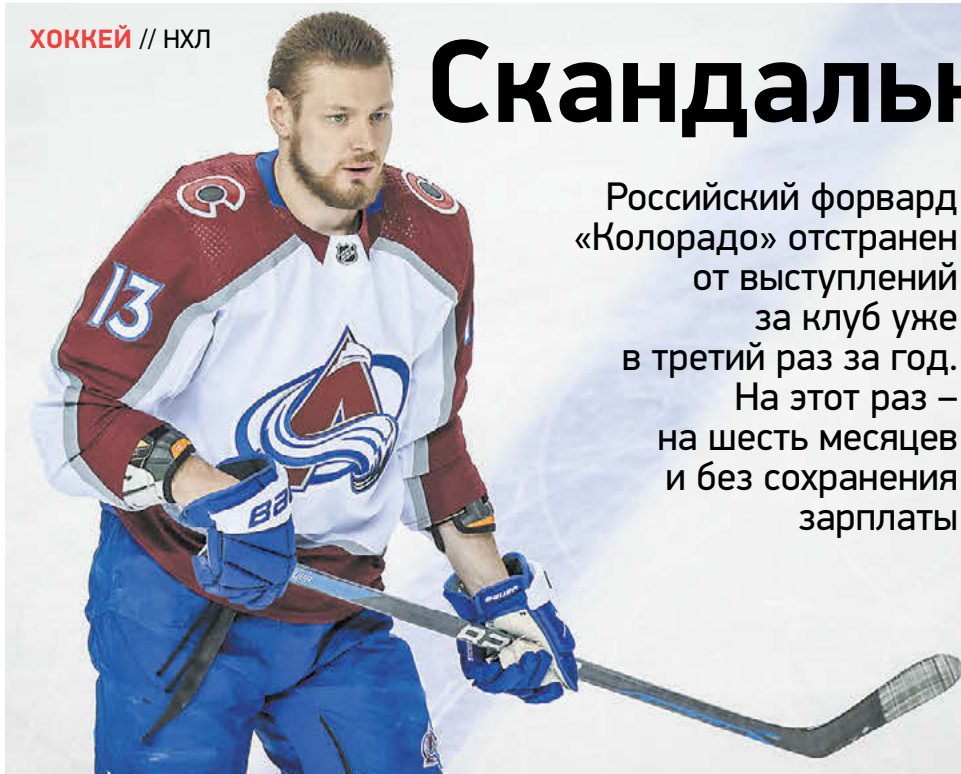 ХОККЕЙ // НХЛ
Скандальн
Российский форвард
«Колорадо» отстранен
от выступлений
за клуб уже
в третий раз за год.
На этот раз –
на шесть месяцев
и без сохранения
зарплаты
13